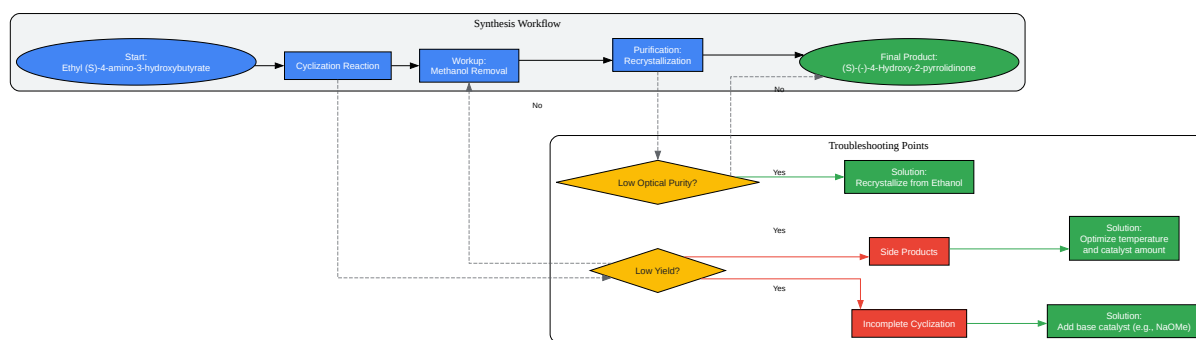 Synthesis Workflow
Start:
Ethyl (S)-4-amino-3-hydroxybutyrate
Cyclization Reaction
Workup:
Methanol Removal
Purification:
Recrystallization
Final Product:
(S)-(-)-4-Hydroxy-2-pyrrolidinone
No
No
Troubleshooting Points
Low Optical Purity?
Yes
Solution:
Recrystallize from Ethanol
Yes
Low Yield?
Side Products
Solution:
Optimize temperature
and catalyst amount
Yes
Incomplete Cyclization
Solution:
Add base catalyst (e.g., NaOMe)